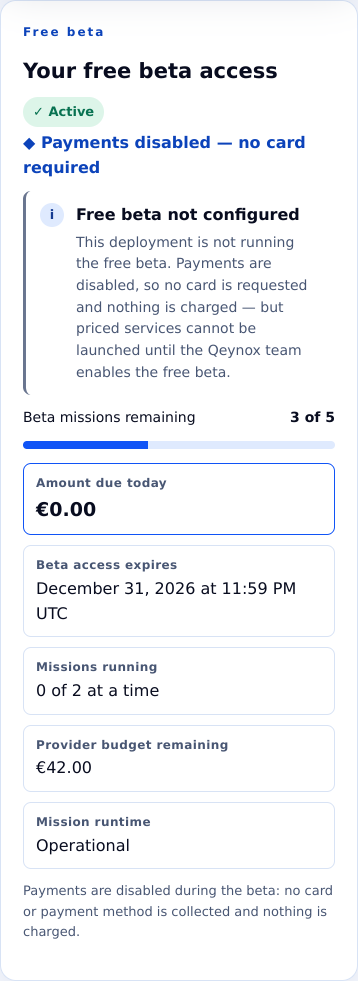 Free beta
Your free beta access
✓ Active
◆ Payments disabled — no card
required
i
Free beta not configured
This deployment is not running
the free beta. Payments are
disabled, so no card is requested
and nothing is charged — but
priced services cannot be
launched until the Qeynox team
enables the free beta.
Beta missions remaining 3 of 5
Amount due today
€0.00
Beta access expires
December 31, 2026 at 11:59 PM
UTC
Missions running
0 of 2 at a time
Provider budget remaining
€42.00
Mission runtime
Operational
Payments are disabled during the beta: no card
or payment method is collected and nothing is
charged.